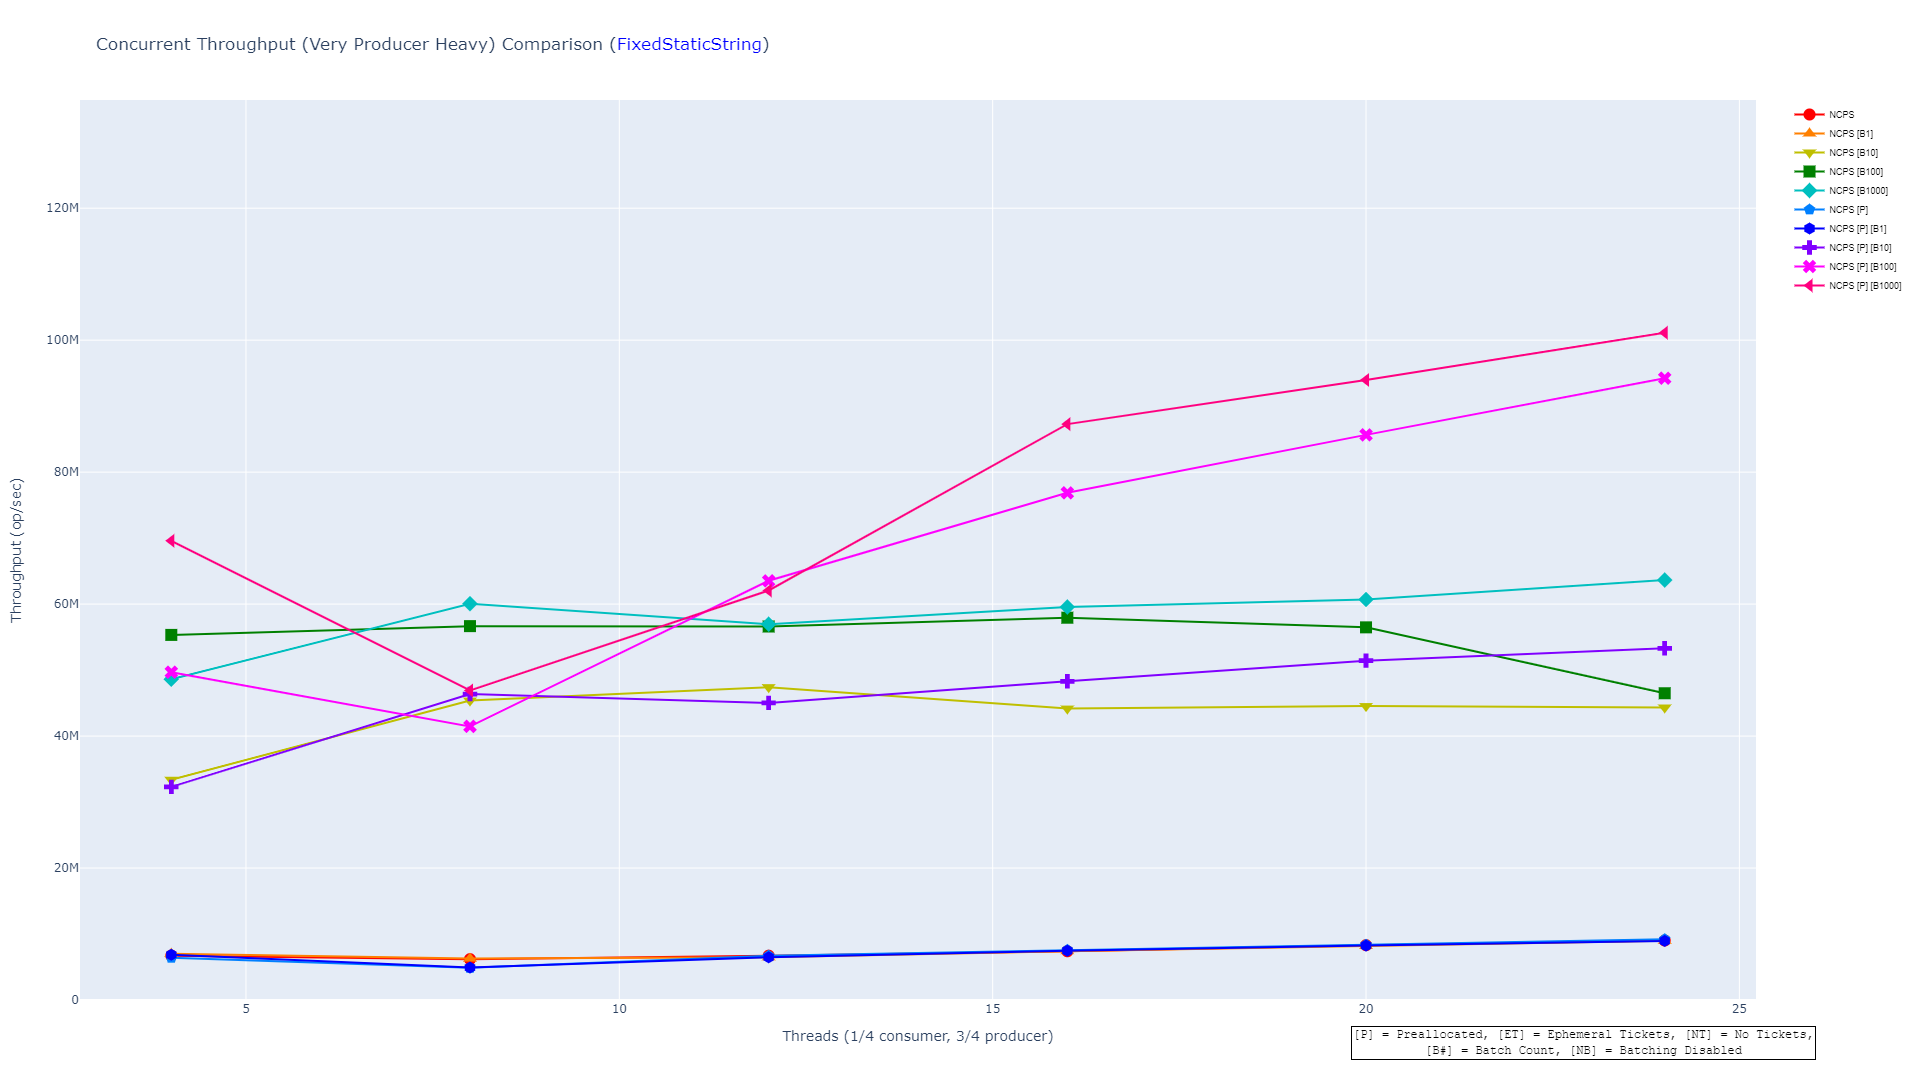 Concurrent Throughput (Very Producer Heavy) Comparison (FixedStaticString)
NCPS
NCPS [B1]
NCPS [B10]
NCPS [B100]
NCPS [B1000]
NCPS [P]
NCPS [P] [B1]
NCPS [P] [B10]
NCPS [P] [B100]
NCPS [P] [B1000]
Throughput (op/sec)
120M
100M
80M
60M
40M
20M
0
5
10
15
20
25
Threads (1/4 consumer, 3/4 producer)
[P] = Preallocated, [ET] = Ephemeral Tickets, [NT] = No Tickets,
[B#] = Batch Count, [NB] = Batching Disabled